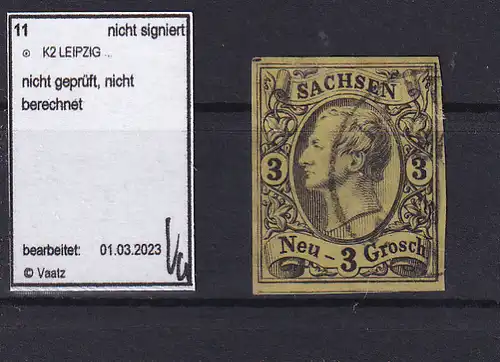 11 nicht signiert
⊙ K2 LEIPZIG ..
nicht geprüft, nicht
berechnet
bearbeitet: 01.03.2023
© Vaatz
SACHSEN
3 3
Neu - 3 Grosch